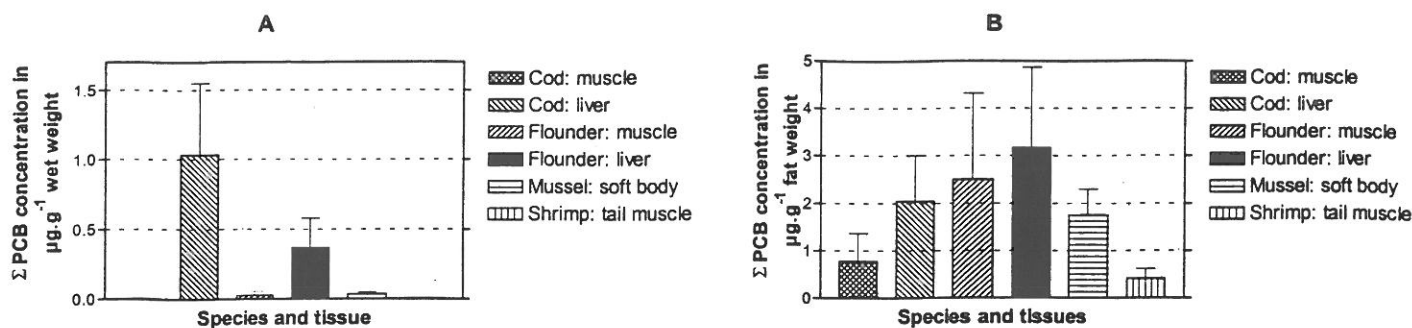 A
Σ PCB concentration in
µg.g⁻¹ wet weight
1.5
1.0
0.5
0.0
Species and tissue
Cod: muscle
Cod: liver
Flounder: muscle
Flounder: liver
Mussel: soft body
Shrimp: tail muscle
B
Σ PCB concentration in
µg.g⁻¹ fat weight
5
4
3
2
1
0
Species and tissues
Cod: muscle
Cod: liver
Flounder: muscle
Flounder: liver
Mussel: soft body
Shrimp: tail muscle